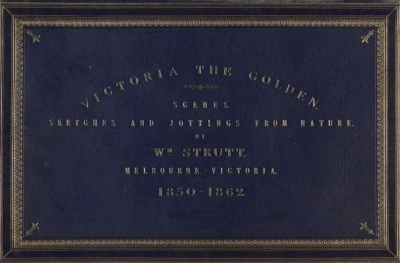 VICTORIA THE GOLDEN.
SCENES,
SKETCHES, AND JOTTINGS FROM NATURE.
BY
WM STRUTT.
MELBOURNE, VICTORIA,
1850-1862.